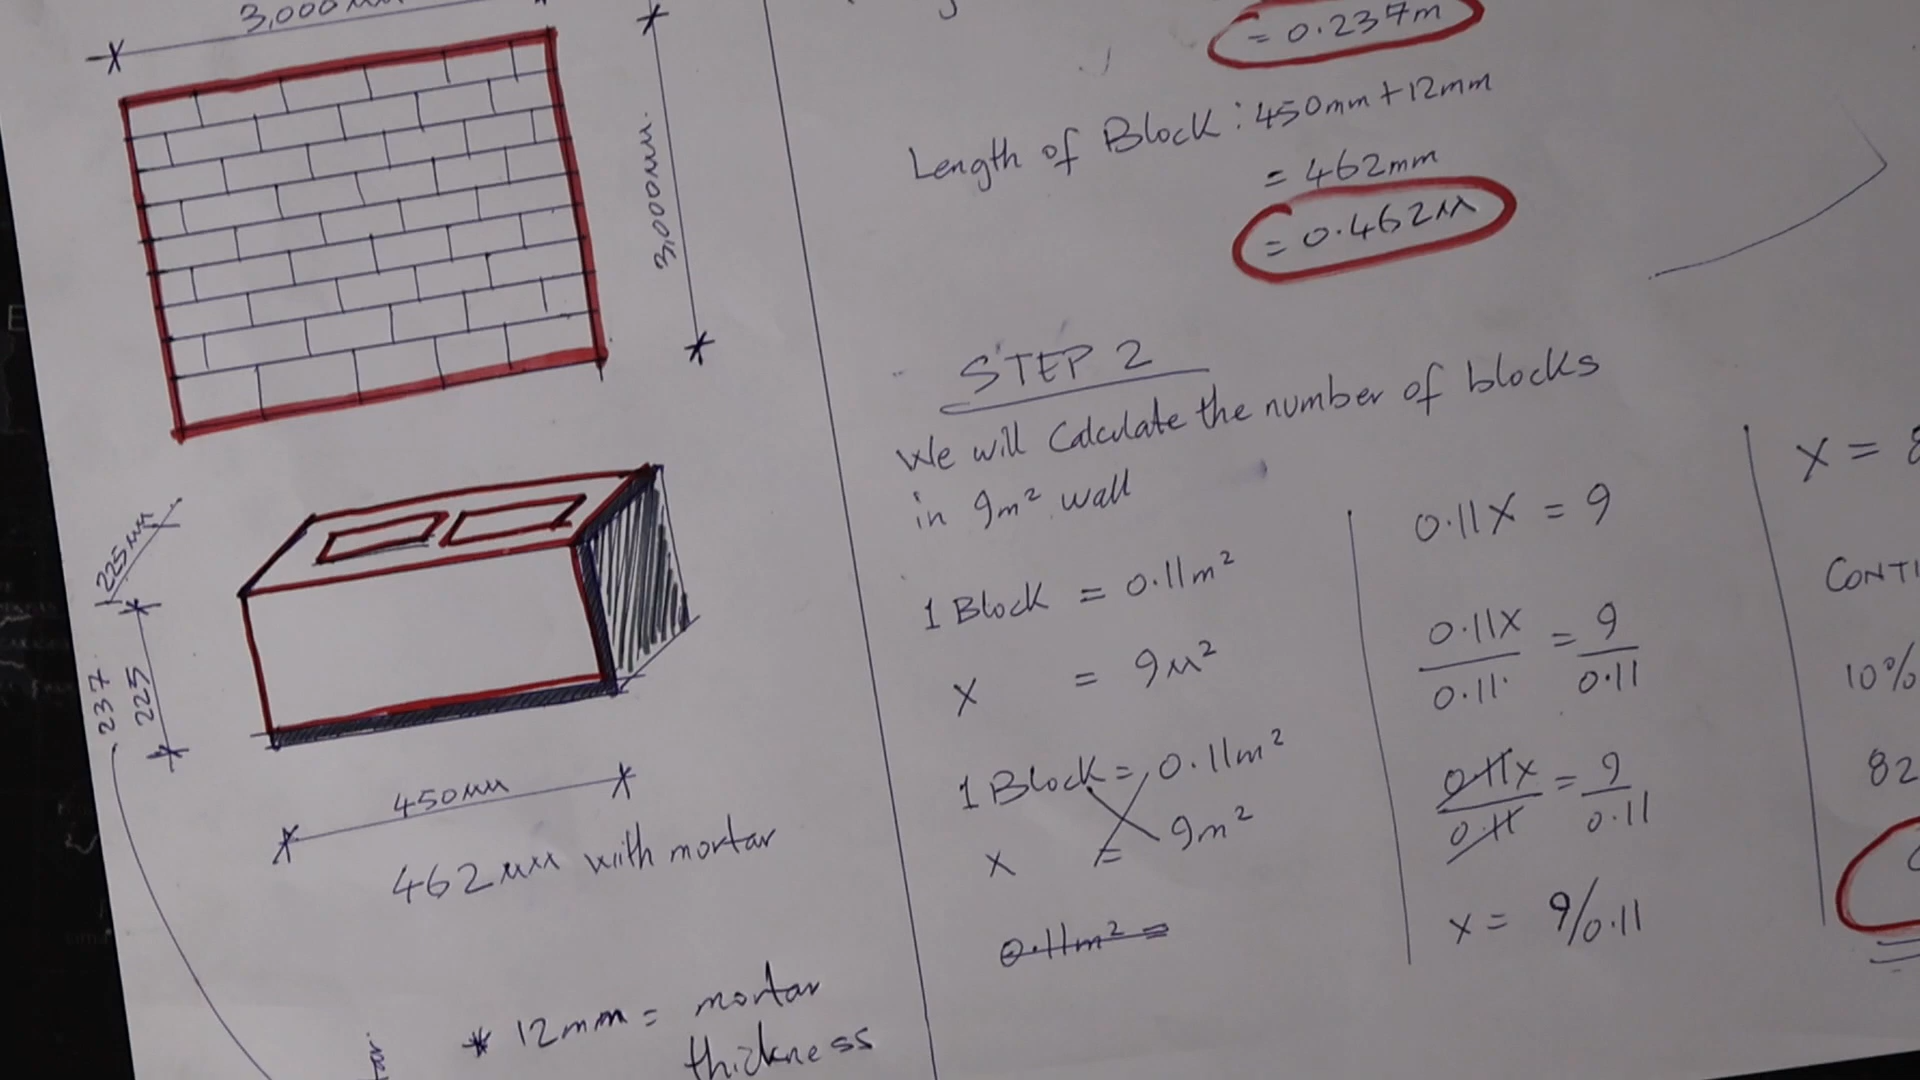 3,000mm
3,000mm.
225mm
237
225
450mm
462mm with mortar
* 12mm = mortar
thickness
= 0.237m
Length of Block : 450mm + 12mm
= 462mm
= 0.462m
STEP 2
We will Calculate the number of blocks
in 9m² wall
1 Block = 0.11m²
x = 9m²
1 Block = 0.11m²
x = 9m²
0.11m² =
0.11x = 9
0.11x = 9
0.11 0.11
0.11x = 9
0.11 0.11
x = 9/0.11
x = 8
CONTI
10%
82